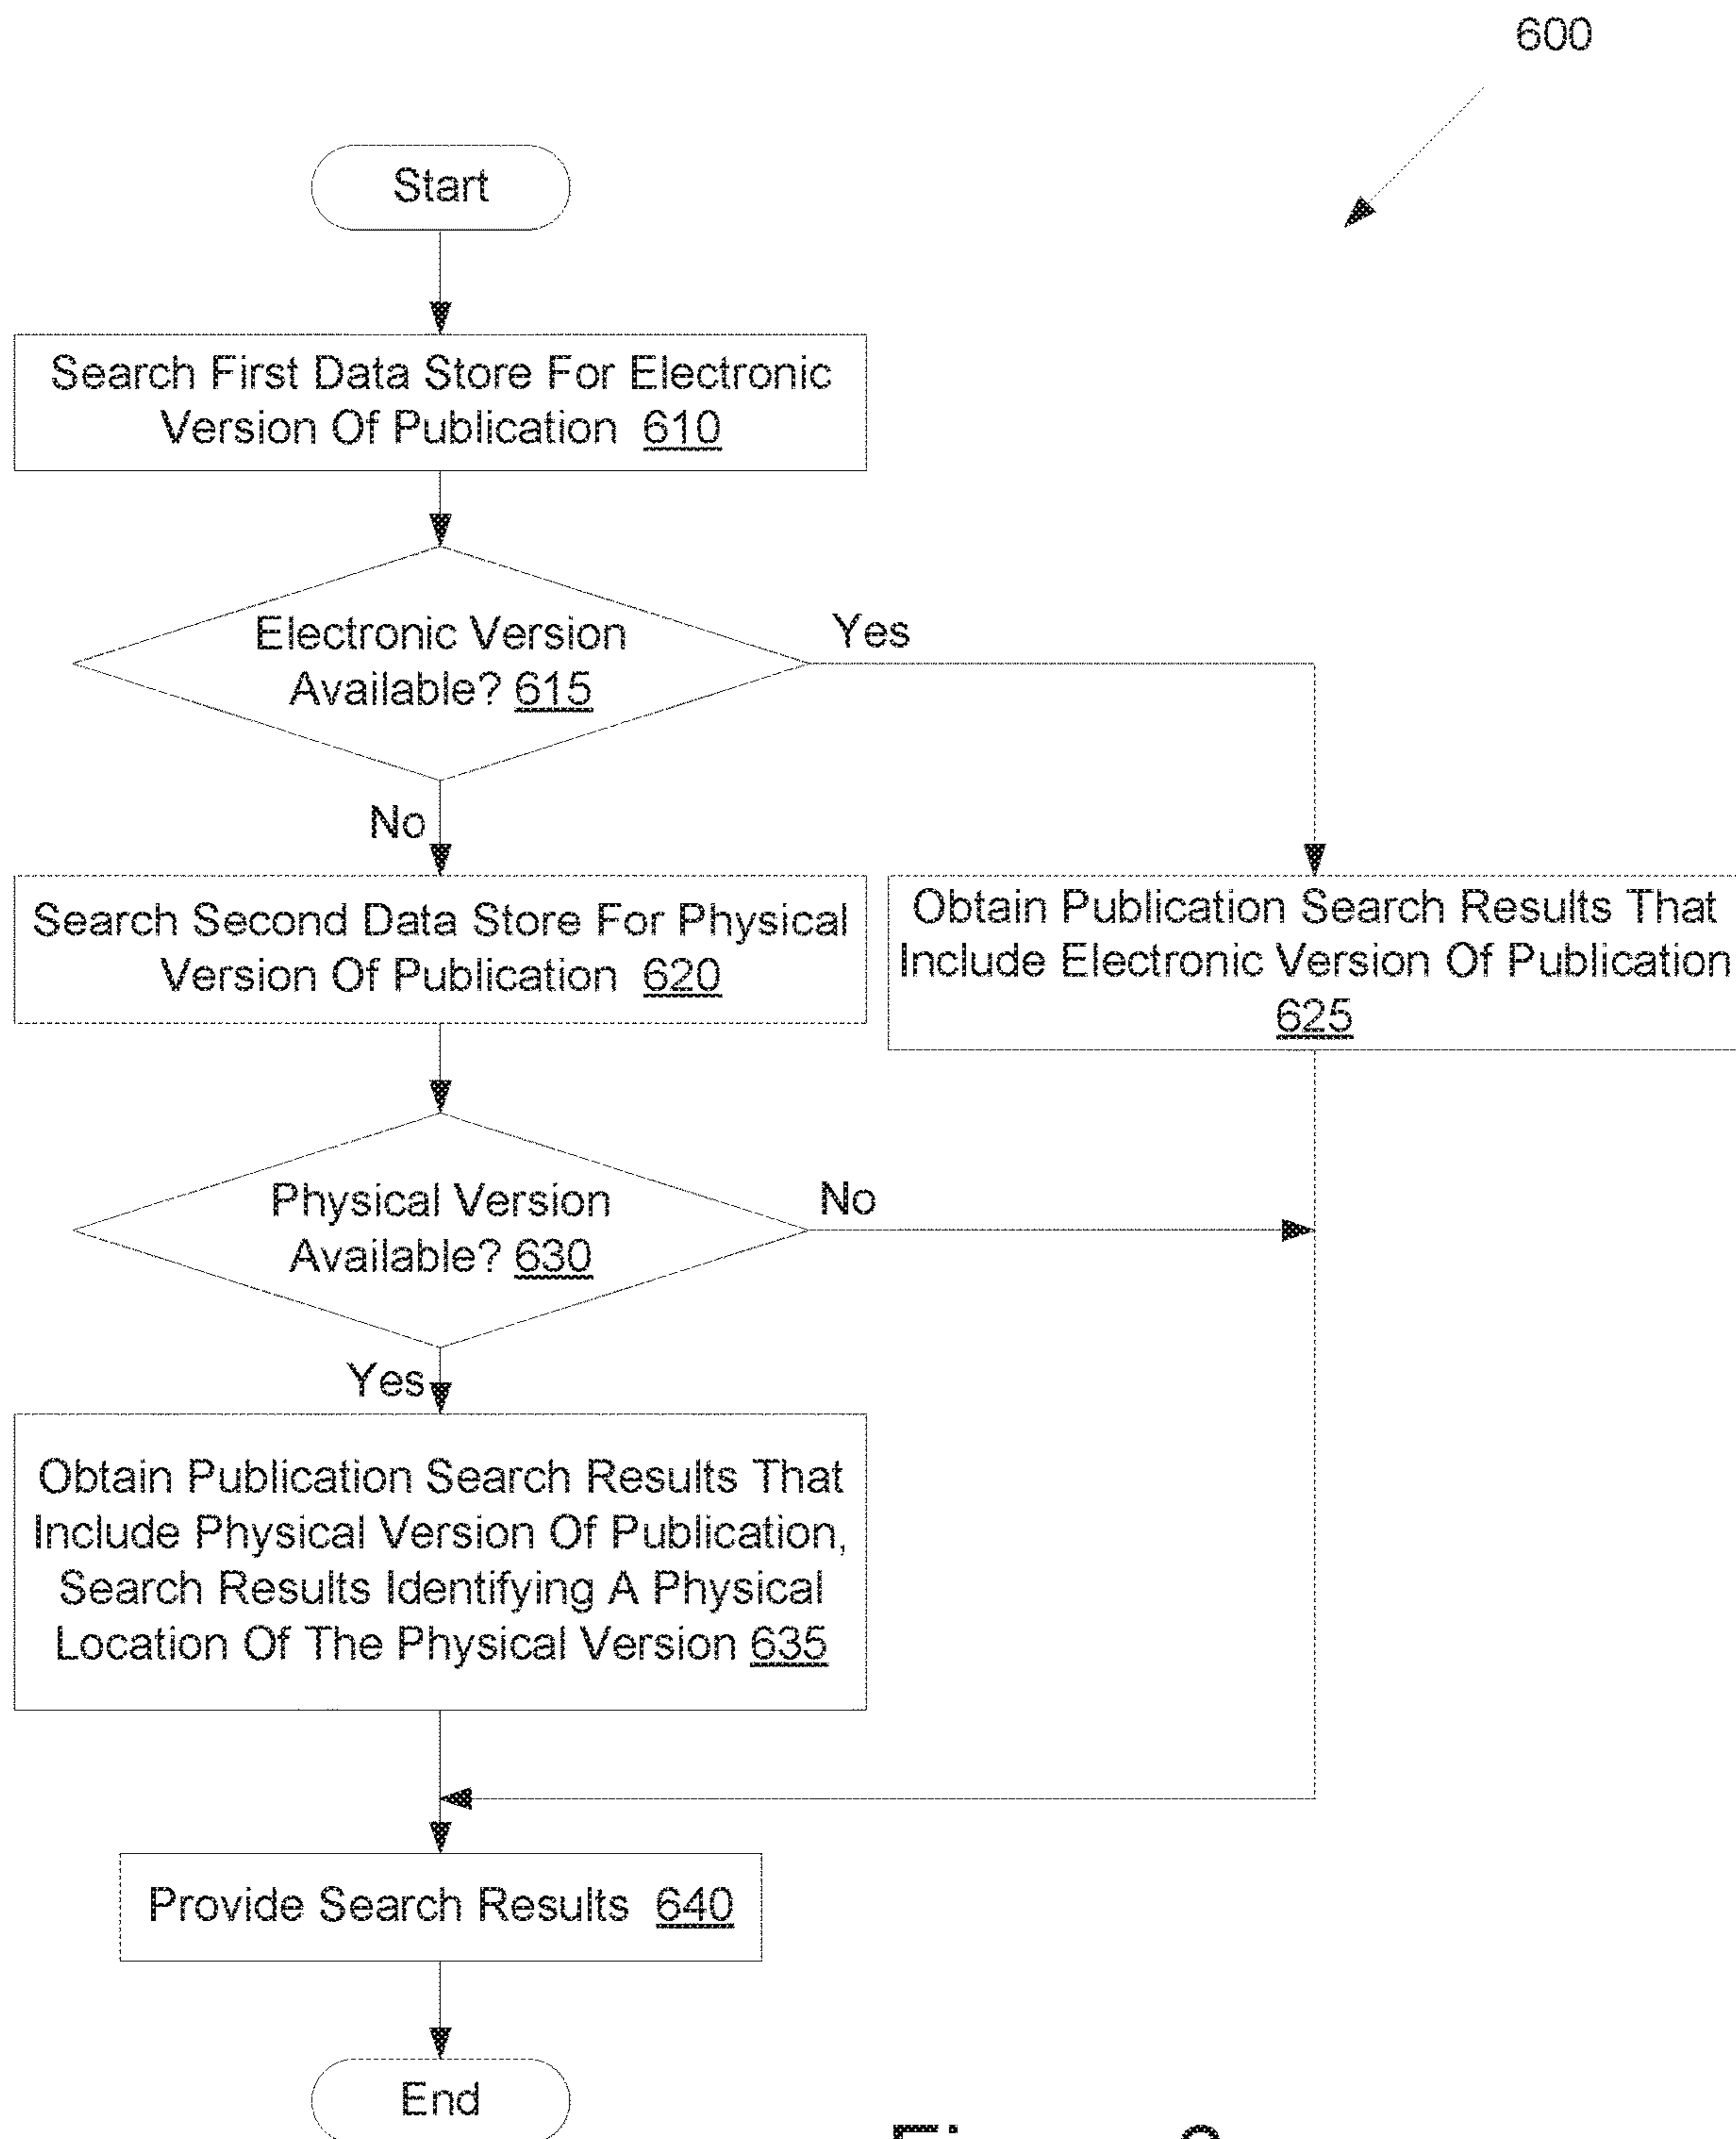 600
Start
Search First Data Store For Electronic
Version Of Publication 610
Electronic Version
Available? 615
Yes
No
Search Second Data Store For Physical
Version Of Publication 620
Obtain Publication Search Results That
Include Electronic Version Of Publication
625
Physical Version
Available? 630
No
Yes
Obtain Publication Search Results That
Include Physical Version Of Publication,
Search Results Identifying A Physical
Location Of The Physical Version 635
Provide Search Results 640
End